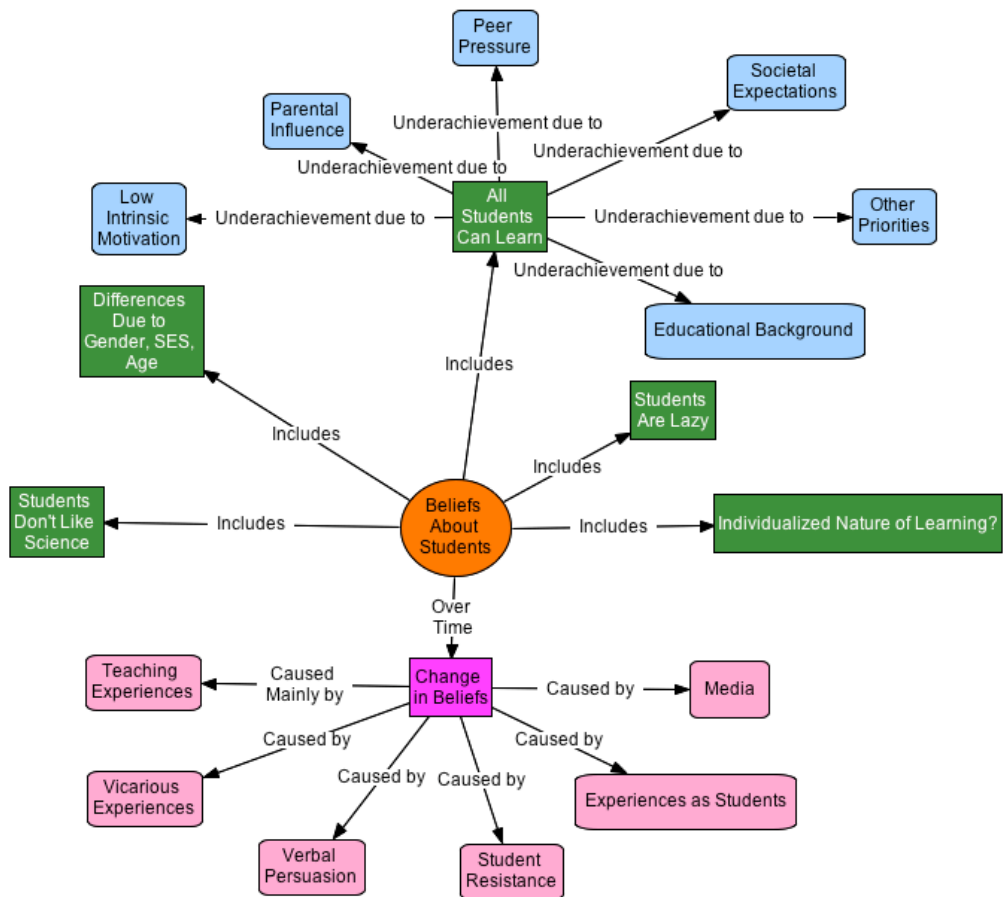 Peer
Pressure
Societal
Expectations
Parental
Influence
Underachievement due to
Underachievement due to
Underachievement due to
Low
Intrinsic
Motivation
Underachievement due to
All
Students
Can Learn
Underachievement due to
Other
Priorities
Underachievement due to
Differences
Due to
Gender, SES,
Age
Educational Background
Includes
Students
Are Lazy
Includes
Includes
Students
Don't Like
Science
Includes
Beliefs
About
Students
Includes
Individualized Nature of Learning?
Over
Time
Teaching
Experiences
Caused
Mainly by
Change
in Beliefs
Caused by
Media
Caused by
Caused by
Vicarious
Experiences
Caused by
Caused by
Experiences as Students
Verbal
Persuasion
Student
Resistance